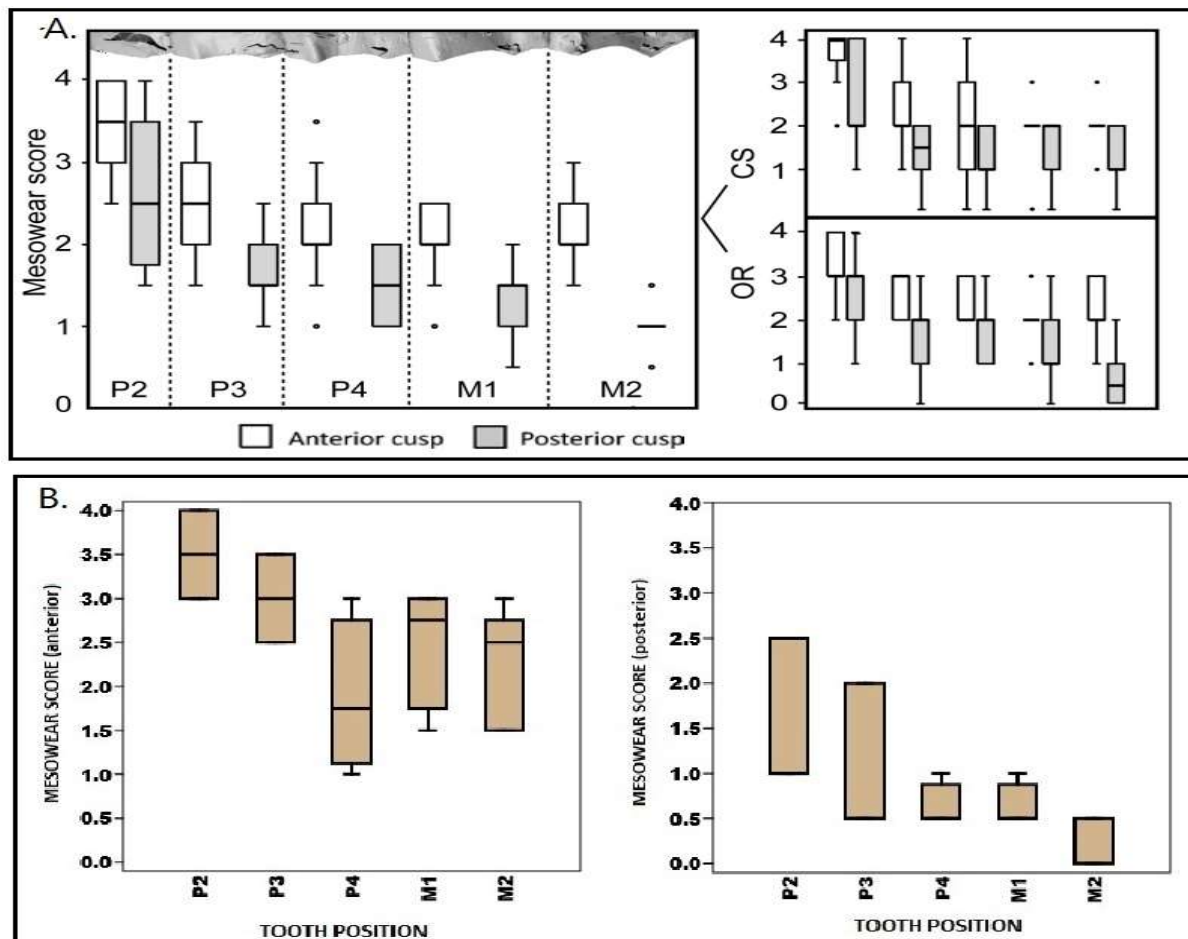 A.
Mesowear score
4
3
2
1
0
P2 P3 P4 M1 M2
Anterior cusp Posterior cusp
CS
4
3
2
1
OR
4
3
2
1
0
B.
MESOWEAR SCORE (anterior)
4.0
3.5
3.0
2.5
2.0
1.5
1.0
0.5
0.0
P2 P3 P4 M1 M2
TOOTH POSITION
MESOWEAR SCORE (posterior)
4.0
3.5
3.0
2.5
2.0
1.5
1.0
0.5
0.0
P2 P3 P4 M1 M2
TOOTH POSITION